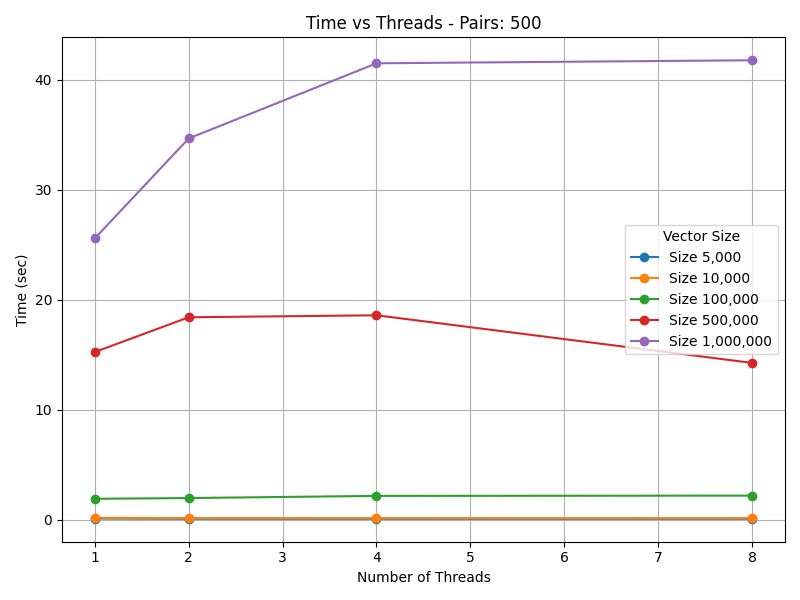 Time vs Threads - Pairs: 500
Time (sec)
40
30
20
10
0
Vector Size
Size 5,000
Size 10,000
Size 100,000
Size 500,000
Size 1,000,000
1 2 3 4 5 6 7 8
Number of Threads